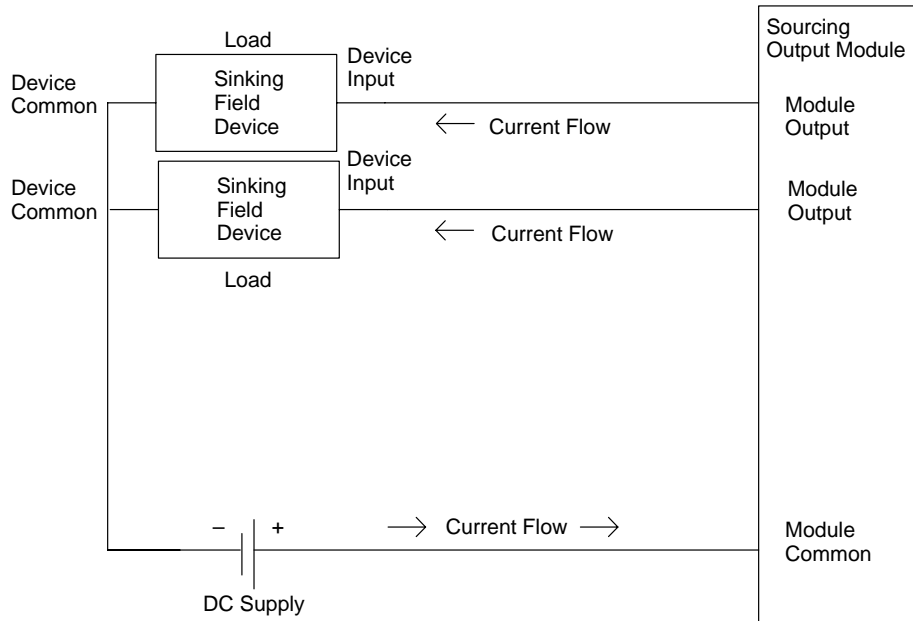 Sourcing
Output Module
Load
Device
Input
Device
Common
Sinking
Field
Device
Module
Output
Current Flow
Device
Input
Device
Common
Sinking
Field
Device
Module
Output
Current Flow
Load
– +
Current Flow
Module
Common
DC Supply